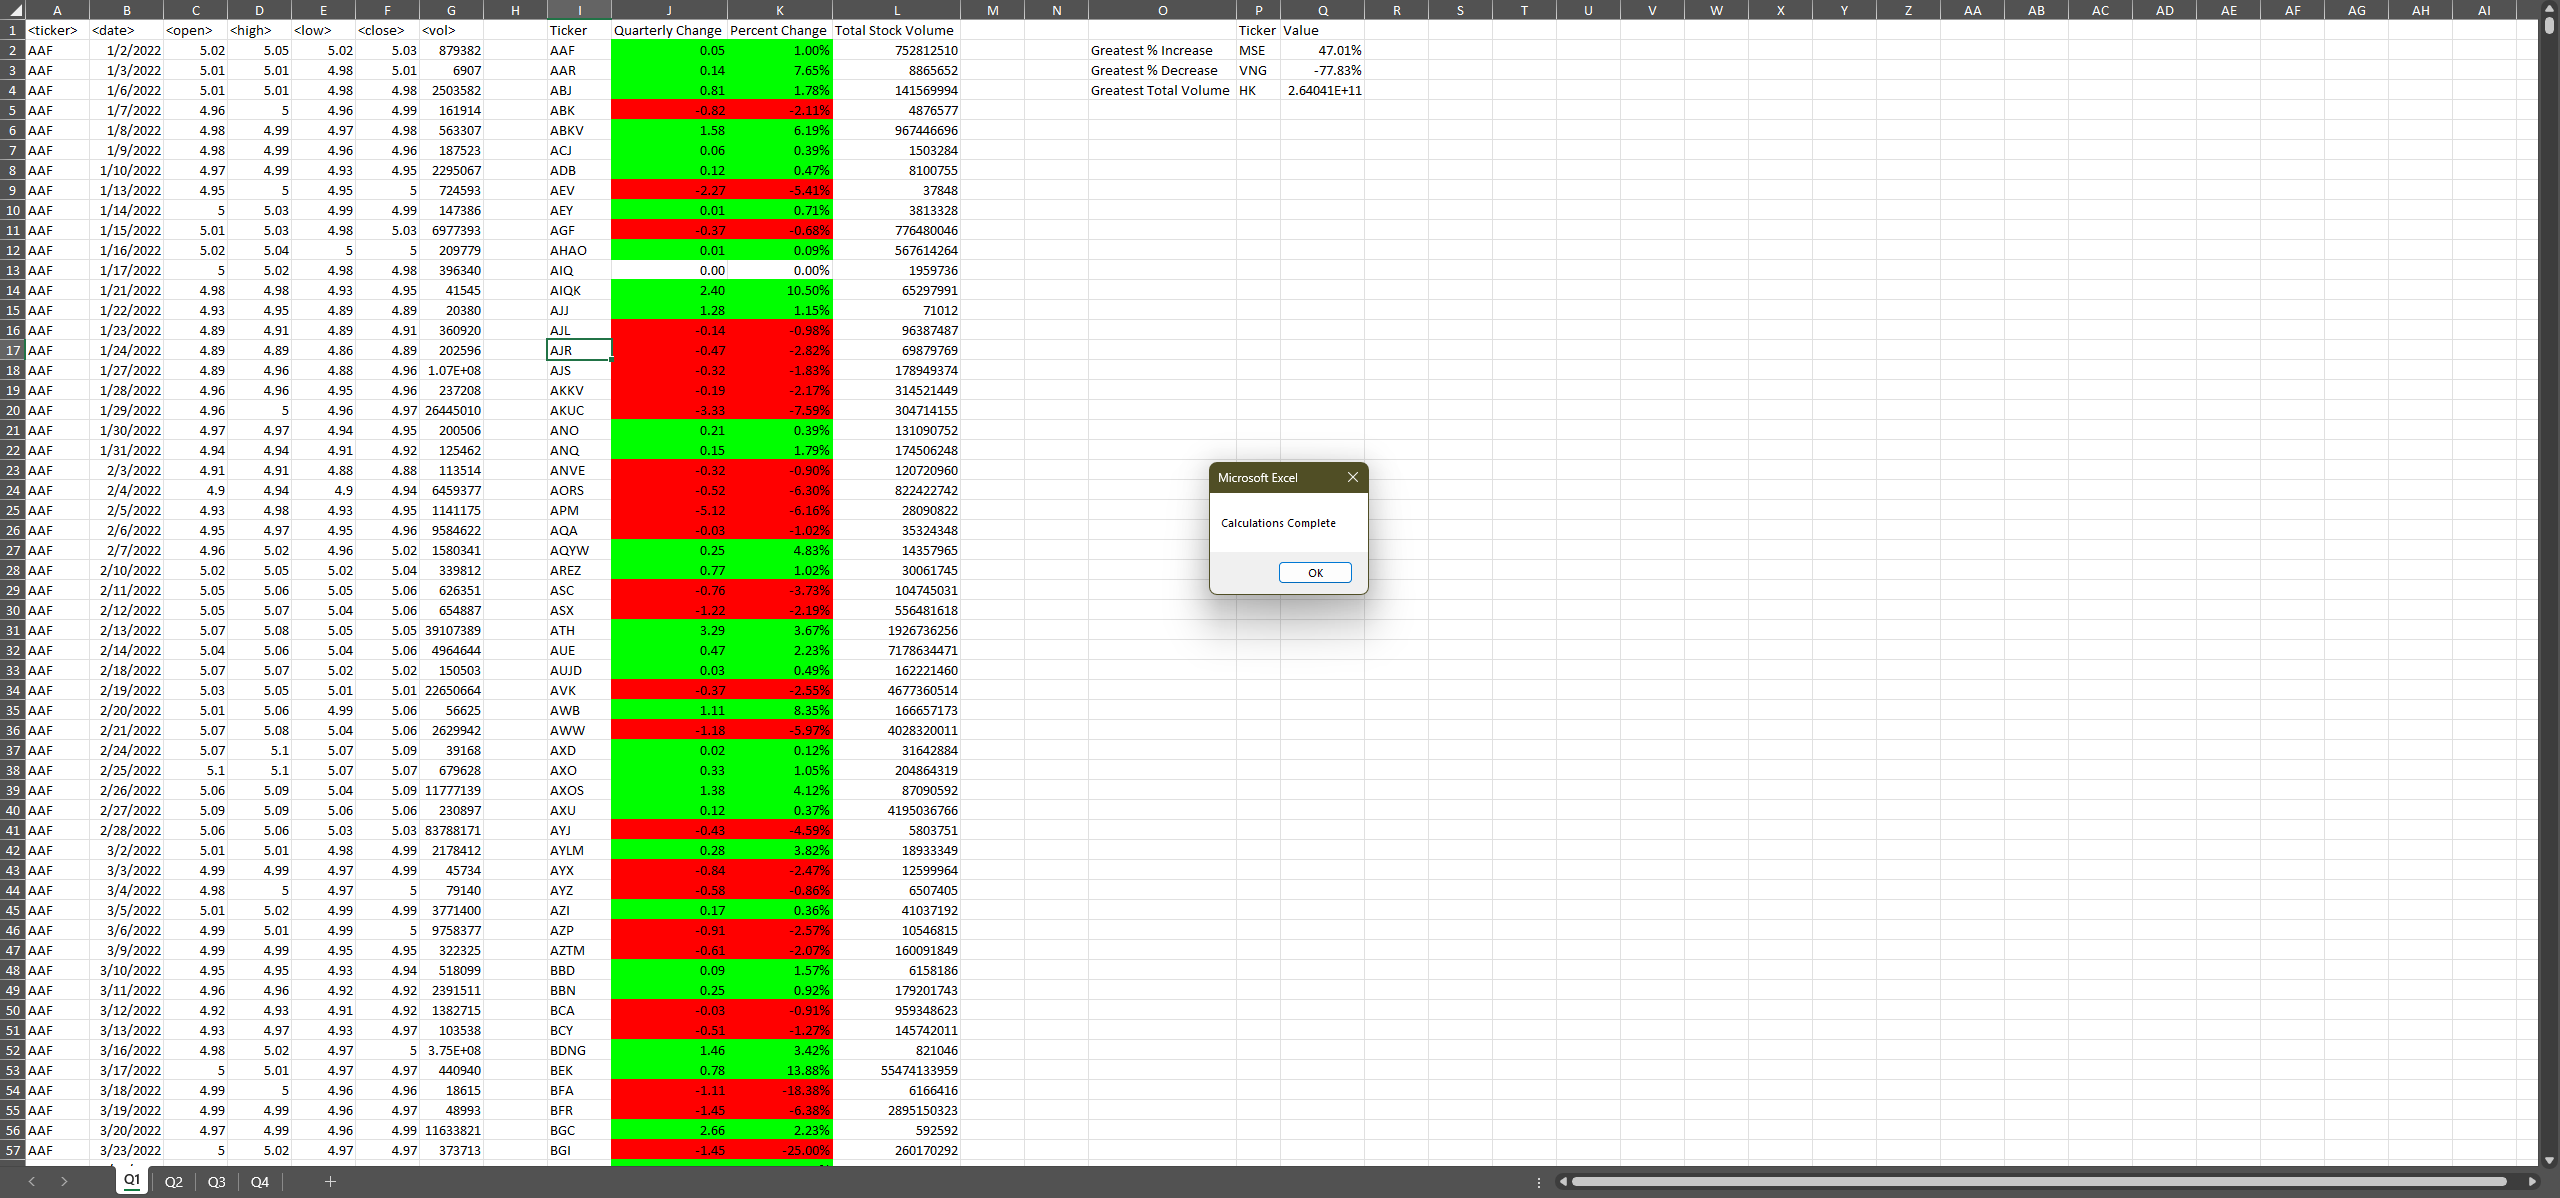 A B C D E F G H I J K L M N O P Q R S T U V W X Y Z AA AB AC AD AE AF AG AH AI
1 <ticker> <date> <open> <high> <low> <close> <vol> Ticker Quarterly Change Percent Change Total Stock Volume Ticker Value
2 AAF 1/2/2022 5.02 5.05 5.02 5.03 879382 AAF 0.05 1.00% 752812510 Greatest % Increase MSE 47.01%
3 AAF 1/3/2022 5.01 5.01 4.98 5.01 6907 AAR 0.14 7.65% 8865652 Greatest % Decrease VNG -77.83%
4 AAF 1/6/2022 5.01 5.01 4.98 4.98 2503582 ABJ 0.81 1.78% 141569994 Greatest Total Volume HK 2.64041E+11
5 AAF 1/7/2022 4.96 5 4.96 4.99 161914 ABK -0.82 -2.11% 4876577
6 AAF 1/8/2022 4.98 4.99 4.97 4.98 563307 ABKV 1.58 6.19% 967446696
7 AAF 1/9/2022 4.98 4.99 4.96 4.96 187523 ACJ 0.06 0.39% 1503284
8 AAF 1/10/2022 4.97 4.99 4.93 4.95 2295067 ADB 0.12 0.47% 8100755
9 AAF 1/13/2022 4.95 5 4.95 5 724593 AEV -2.27 -5.41% 37848
10 AAF 1/14/2022 5 5.03 4.99 4.99 147386 AEY 0.01 0.71% 3813328
11 AAF 1/15/2022 5.01 5.03 4.98 5.03 6977393 AGF -0.37 -0.68% 776480046
12 AAF 1/16/2022 5.02 5.04 5 5 209779 AHAO 0.01 0.09% 567614264
13 AAF 1/17/2022 5 5.02 4.98 4.98 396340 AIQ 0.00 0.00% 1959736
14 AAF 1/21/2022 4.98 4.98 4.93 4.95 41545 AIQK 2.40 10.50% 65297991
15 AAF 1/22/2022 4.93 4.95 4.89 4.89 20380 AJJ 1.28 1.15% 71012
16 AAF 1/23/2022 4.89 4.91 4.89 4.91 360920 AJL -0.14 -0.98% 96387487
17 AAF 1/24/2022 4.89 4.89 4.86 4.89 202596 AJR -0.47 -2.82% 69879769
18 AAF 1/27/2022 4.89 4.96 4.88 4.96 1.07E+08 AJS -0.32 -1.83% 178949374
19 AAF 1/28/2022 4.96 4.96 4.95 4.96 237208 AKKV -0.19 -2.17% 314521449
20 AAF 1/29/2022 4.96 5 4.96 4.97 26445010 AKUC -3.33 -7.59% 304714155
21 AAF 1/30/2022 4.97 4.97 4.94 4.95 200506 ANO 0.21 0.39% 131090752
22 AAF 1/31/2022 4.94 4.94 4.91 4.92 125462 ANQ 0.15 1.79% 174506248
23 AAF 2/3/2022 4.91 4.91 4.88 4.88 113514 ANVE -0.32 -0.90% 120720960
24 AAF 2/4/2022 4.9 4.94 4.9 4.94 6459377 AORS -0.52 -6.30% 822422742
25 AAF 2/5/2022 4.93 4.98 4.93 4.95 1141175 APM -5.12 -6.16% 28090822
26 AAF 2/6/2022 4.95 4.97 4.95 4.96 9584622 AQA -0.03 -1.02% 35324348
27 AAF 2/7/2022 4.96 5.02 4.96 5.02 1580341 AQYW 0.25 4.83% 14357965
28 AAF 2/10/2022 5.02 5.05 5.02 5.04 339812 AREZ 0.77 1.02% 30061745
29 AAF 2/11/2022 5.05 5.06 5.05 5.06 626351 ASC -0.76 -3.73% 104745031
30 AAF 2/12/2022 5.05 5.07 5.04 5.06 654887 ASX -1.22 -2.19% 556481618
31 AAF 2/13/2022 5.07 5.08 5.05 5.05 39107389 ATH 3.29 3.67% 1926736256
32 AAF 2/14/2022 5.04 5.06 5.04 5.06 4964644 AUE 0.47 2.23% 7178634471
33 AAF 2/18/2022 5.07 5.07 5.02 5.02 150503 AUJD 0.03 0.49% 162221460
34 AAF 2/19/2022 5.03 5.05 5.01 5.01 22650664 AVK -0.37 -2.55% 4677360514
35 AAF 2/20/2022 5.01 5.06 4.99 5.06 56625 AWB 1.11 8.35% 166657173
36 AAF 2/21/2022 5.07 5.08 5.04 5.06 2629942 AWW -1.18 -5.97% 4028320011
37 AAF 2/24/2022 5.07 5.1 5.07 5.09 39168 AXD 0.02 0.12% 31642884
38 AAF 2/25/2022 5.1 5.1 5.07 5.07 679628 AXO 0.33 1.05% 204864319
39 AAF 2/26/2022 5.06 5.09 5.04 5.09 11777139 AXOS 1.38 4.12% 87090592
40 AAF 2/27/2022 5.09 5.09 5.06 5.06 230897 AXU 0.12 0.37% 4195036766
41 AAF 2/28/2022 5.06 5.06 5.03 5.03 83788171 AYJ -0.43 -4.59% 5803751
42 AAF 3/2/2022 5.01 5.01 4.98 4.99 2178412 AYLM 0.28 3.82% 18933349
43 AAF 3/3/2022 4.99 4.99 4.97 4.99 45734 AYX -0.84 -2.47% 12599964
44 AAF 3/4/2022 4.98 5 4.97 5 79140 AYZ -0.58 -0.86% 6507405
45 AAF 3/5/2022 5.01 5.02 4.99 4.99 3771400 AZI 0.17 0.36% 41037192
46 AAF 3/6/2022 4.99 5.01 4.99 5 9758377 AZP -0.91 -2.57% 10546815
47 AAF 3/9/2022 4.99 4.99 4.95 4.95 322325 AZTM -0.61 -2.07% 160091849
48 AAF 3/10/2022 4.95 4.95 4.93 4.94 518099 BBD 0.09 1.57% 6158186
49 AAF 3/11/2022 4.96 4.96 4.92 4.92 2391511 BBN 0.25 0.92% 179201743
50 AAF 3/12/2022 4.92 4.93 4.91 4.92 1382715 BCA -0.03 -0.91% 959348623
51 AAF 3/13/2022 4.93 4.97 4.93 4.97 103538 BCY -0.51 -1.27% 145742011
52 AAF 3/16/2022 4.98 5.02 4.97 5 3.75E+08 BDNG 1.46 3.42% 821046
53 AAF 3/17/2022 5 5.01 4.97 4.97 440940 BEK 0.78 13.88% 55474133959
54 AAF 3/18/2022 4.99 5 4.96 4.96 18615 BFA -1.11 -18.38% 6166416
55 AAF 3/19/2022 4.99 4.99 4.96 4.97 48993 BFR -1.45 -6.38% 2895150323
56 AAF 3/20/2022 4.97 4.99 4.96 4.99 11633821 BGC 2.66 2.23% 592592
57 AAF 3/23/2022 5 5.02 4.97 4.97 373713 BGI -1.45 -25.00% 260170292
Microsoft Excel
Calculations Complete
OK
Q1 Q2 Q3 Q4